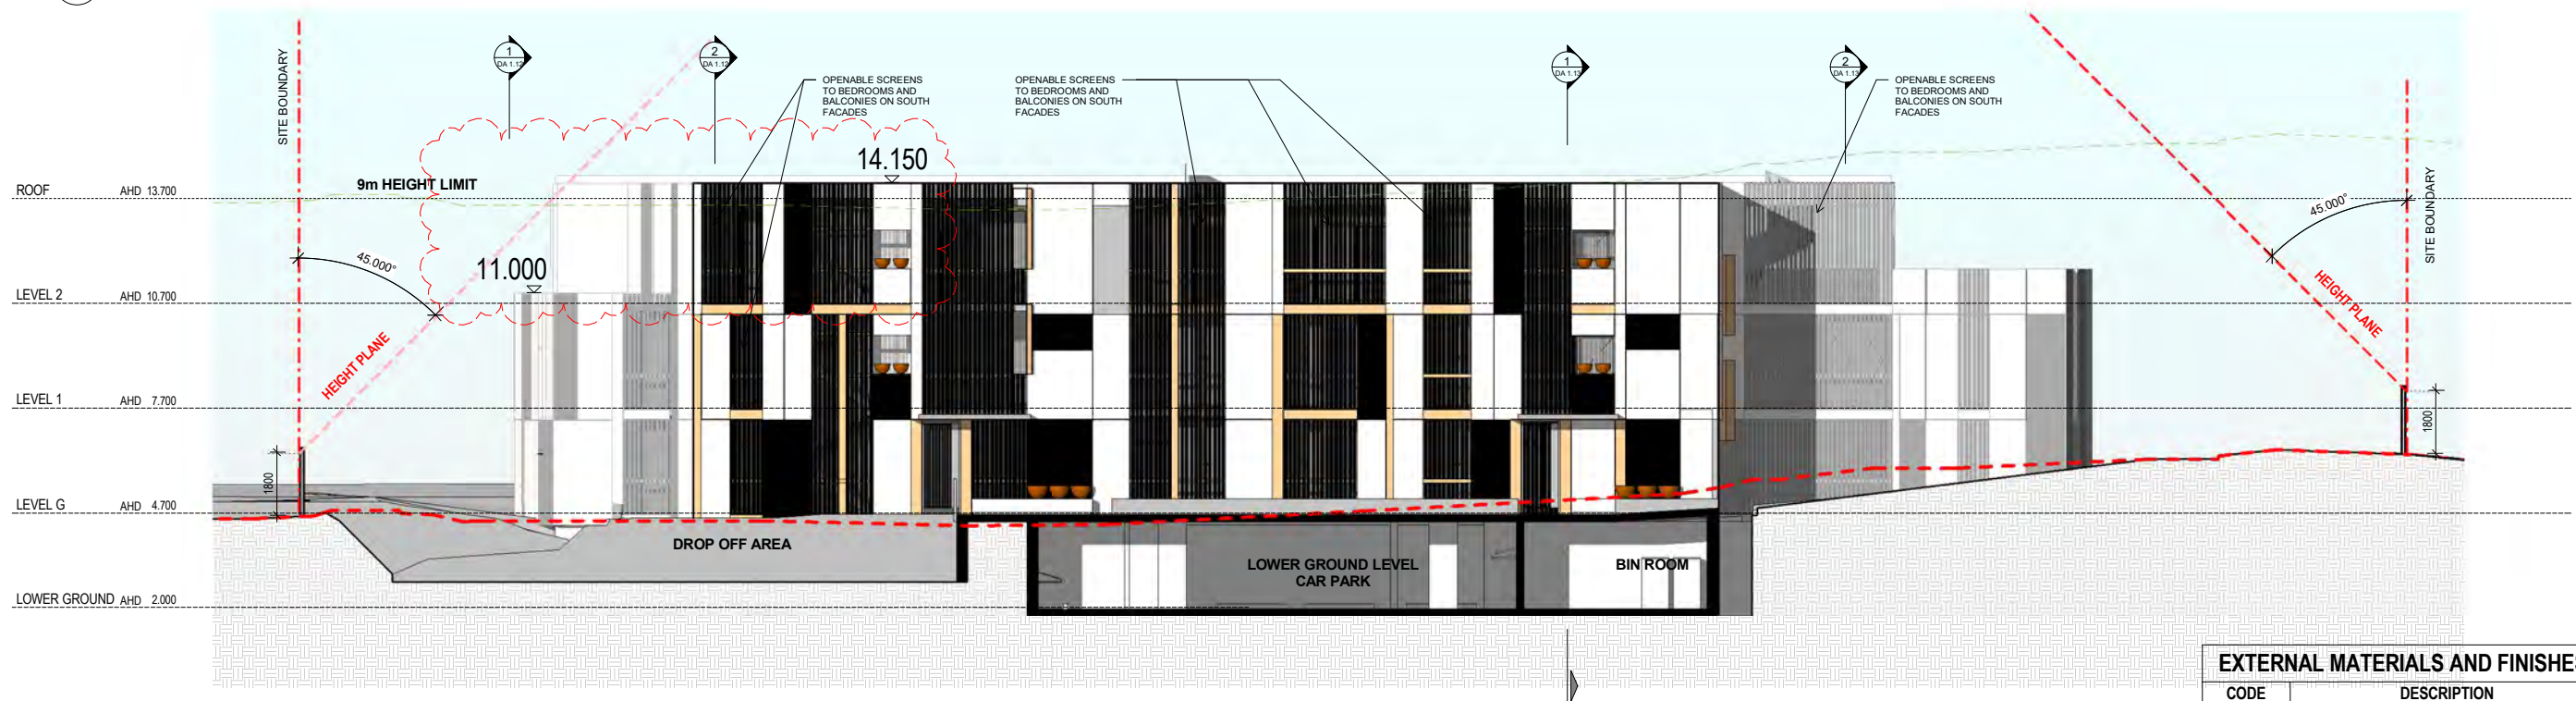 1
DA 1.12
2
DA 1.12
1
DA 1.13
2
DA 1.13
SITE BOUNDARY
OPENABLE SCREENS
TO BEDROOMS AND
BALCONIES ON SOUTH
FACADES
OPENABLE SCREENS
TO BEDROOMS AND
BALCONIES ON SOUTH
FACADES
OPENABLE SCREENS
TO BEDROOMS AND
BALCONIES ON SOUTH
FACADES
14.150
ROOF AHD 13.700
9m HEIGHT LIMIT
45.000°
SITE BOUNDARY
45.000°
11.000
LEVEL 2 AHD 10.700
HEIGHT PLANE
HEIGHT PLANE
LEVEL 1 AHD 7.700
1800
1800
LEVEL G AHD 4.700
DROP OFF AREA
LOWER GROUND LEVEL
CAR PARK
BIN ROOM
LOWER GROUND AHD 2.000
EXTERNAL MATERIALS AND FINISHE
CODE DESCRIPTION